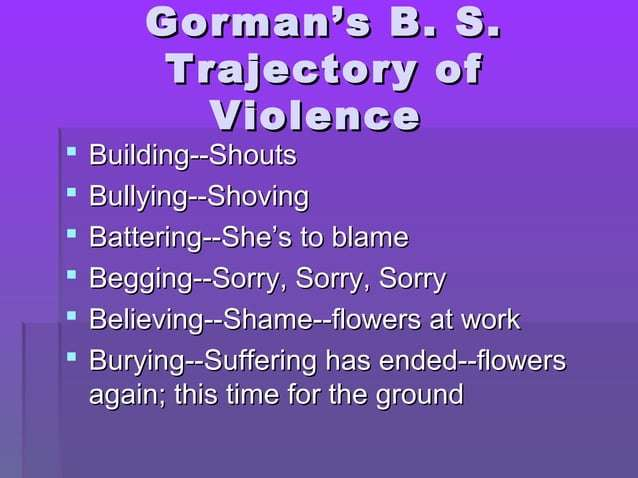 Gorman’s B. S.
Trajectory of
Violence
Building--Shouts
Bullying--Shoving
Battering--She’s to blame
Begging--Sorry, Sorry, Sorry
Believing--Shame--flowers at work
Burying--Suffering has ended--flowers
again; this time for the ground